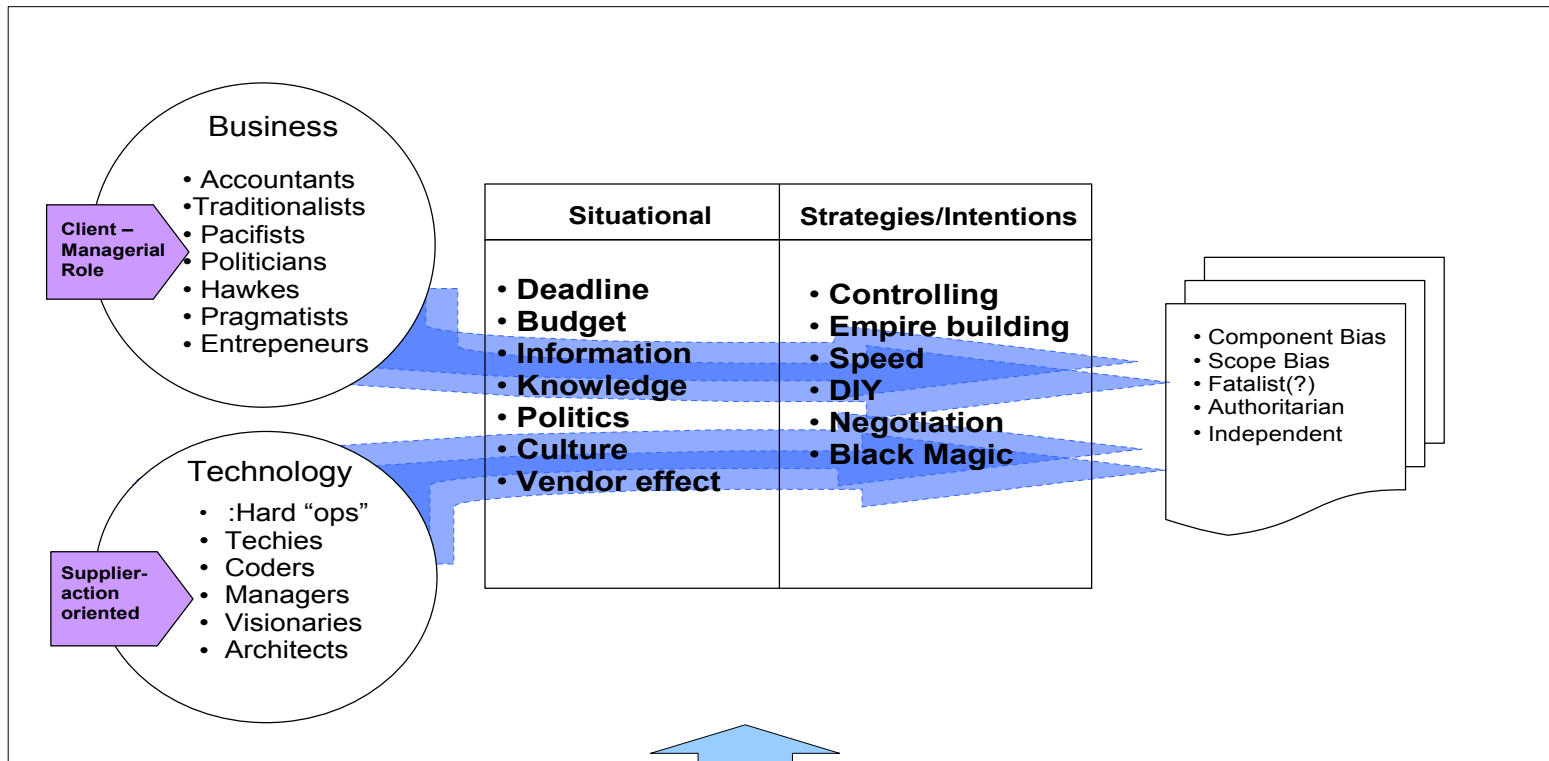 Business
• Accountants
•Traditionalists
• Pacifists
• Politicians
• Hawkes
• Pragmatists
• Entrepeneurs
Client –
Managerial
Role
Technology
• :Hard “ops”
• Techies
• Coders
• Managers
• Visionaries
• Architects
Supplier-
action
oriented
Situational
• Deadline
• Budget
• Information
• Knowledge
• Politics
• Culture
• Vendor effect
Strategies/Intentions
• Controlling
• Empire building
• Speed
• DIY
• Negotiation
• Black Magic
• Component Bias
• Scope Bias
• Fatalist(?)
• Authoritarian
• Independent